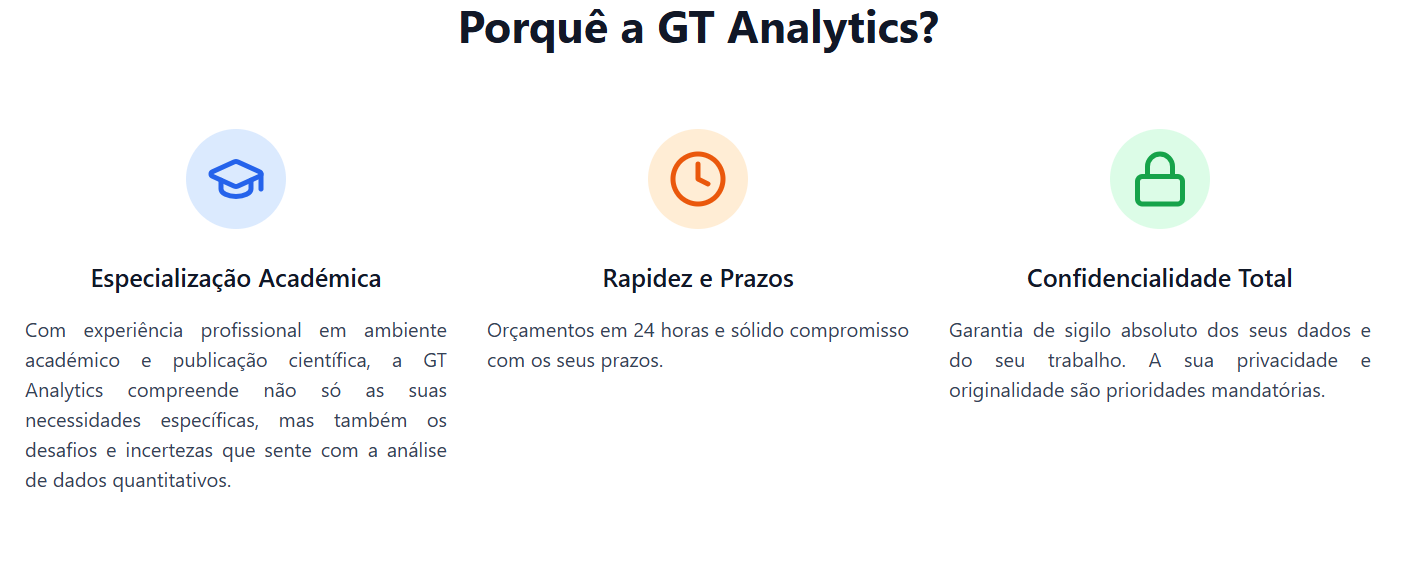 Porquê a GT Analytics?
Especialização Académica
Com experiência profissional em ambiente
académico e publicação científica, a GT
Analytics compreende não só as suas
necessidades específicas, mas também os
desafios e incertezas que sente com a análise
de dados quantitativos.
Rapidez e Prazos
Orçamentos em 24 horas e sólido compromisso
com os seus prazos.
Confidencialidade Total
Garantia de sigilo absoluto dos seus dados e
do seu trabalho. A sua privacidade e
originalidade são prioridades mandatórias.